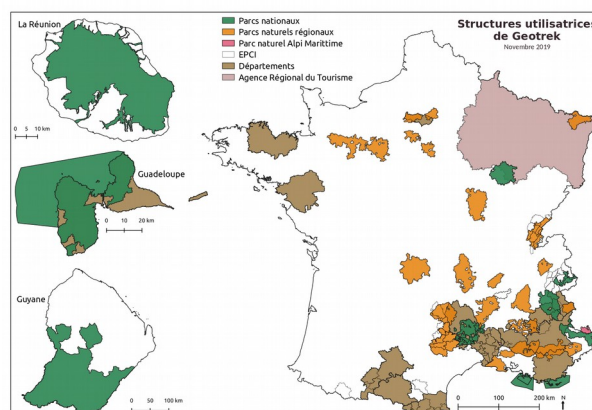 La Réunion
0 5 10 km
Guadeloupe
0 10 20 km
Guyane
0 50 100 km
Parcs nationaux
Parcs naturels régionaux
Parc naturel Alpi Marittime
EPCI
Départements
Agence Régional du Tourisme
Structures utilisatrices
de Geotrek
Novembre 2019
0 100 200 km
N